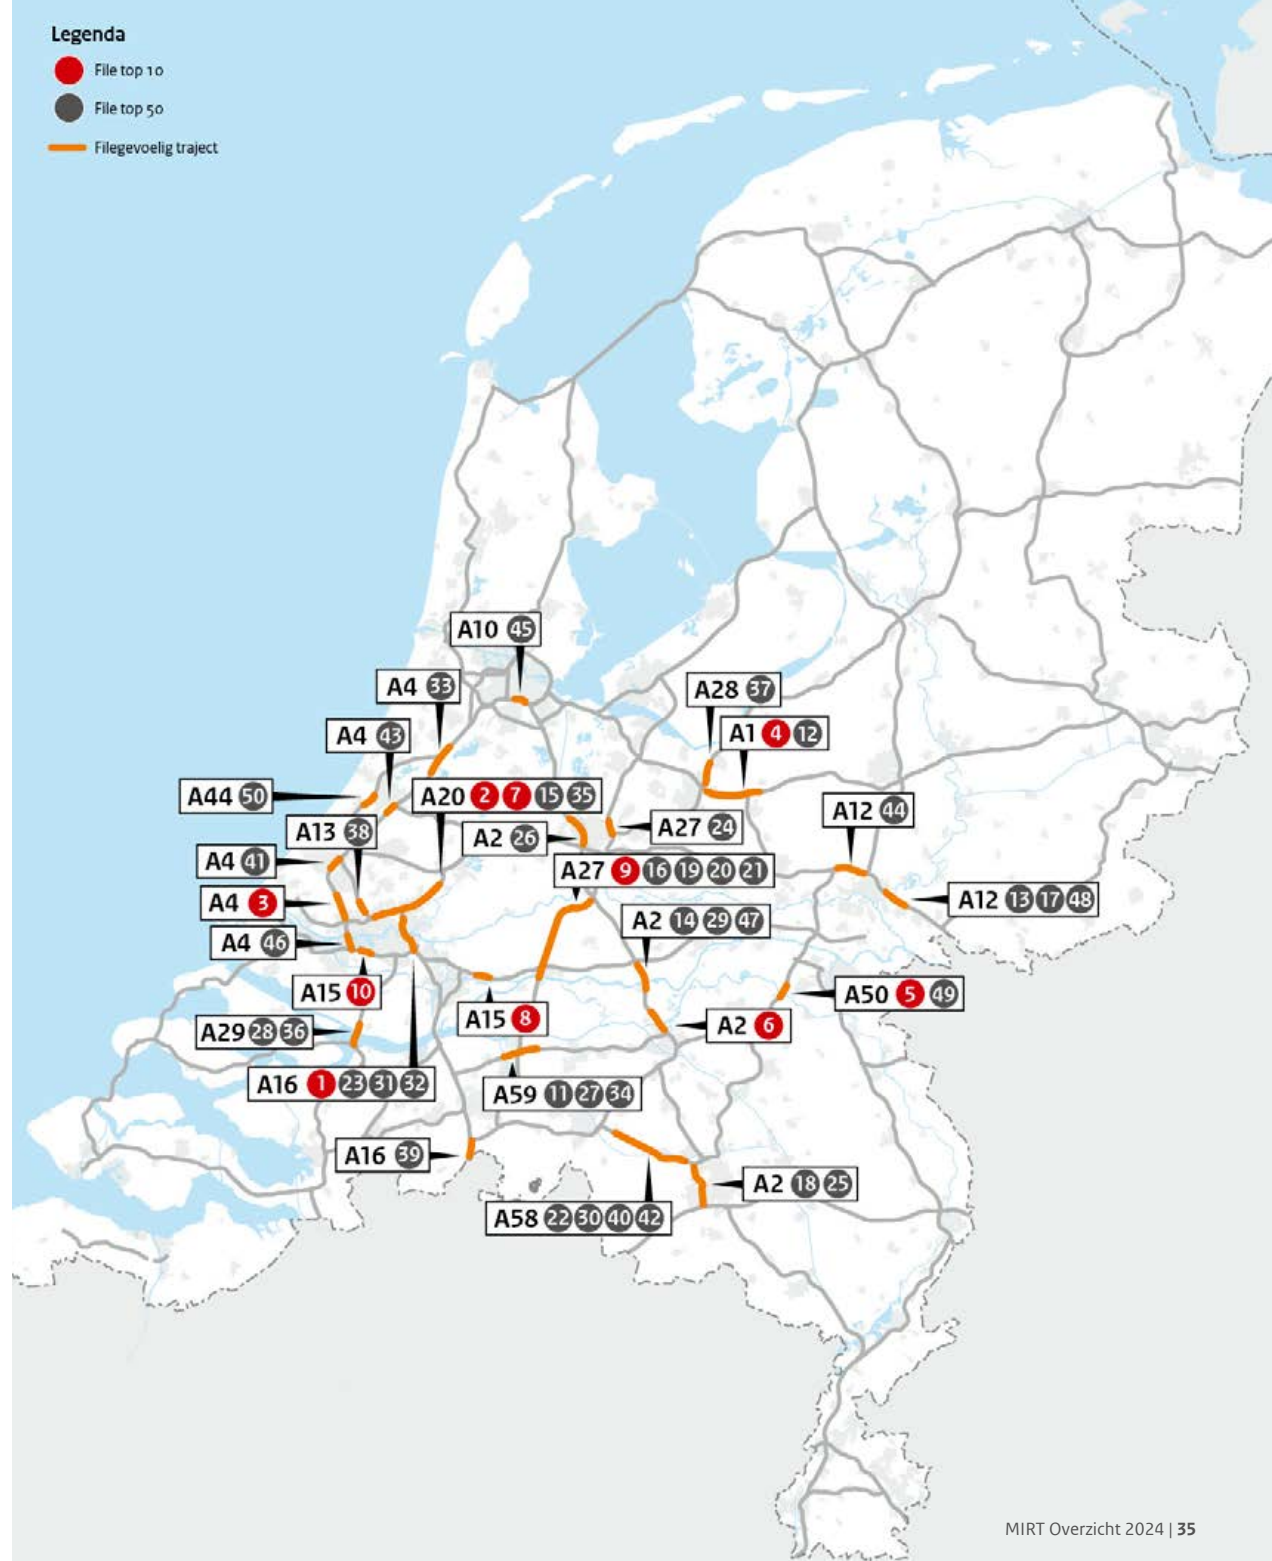 Legenda
File top 10
File top 50
Filegevoelig traject
A10 45
A4 33
A28 37
A4 43
A1 4 12
A44 50
A20 2 7 15 35
A12 44
A13 38
A2 26
A27 24
A4 41
A27 9 16 19 20 21
A4 3
A12 13 17 48
A2 14 29 47
A4 46
A15 10
A50 5 49
A15 8
A2 6
A29 28 36
A16 1 23 31 32
A59 11 27 34
A16 39
A2 18 25
A58 22 30 40 42
MIRT Overzicht 2024 | 35